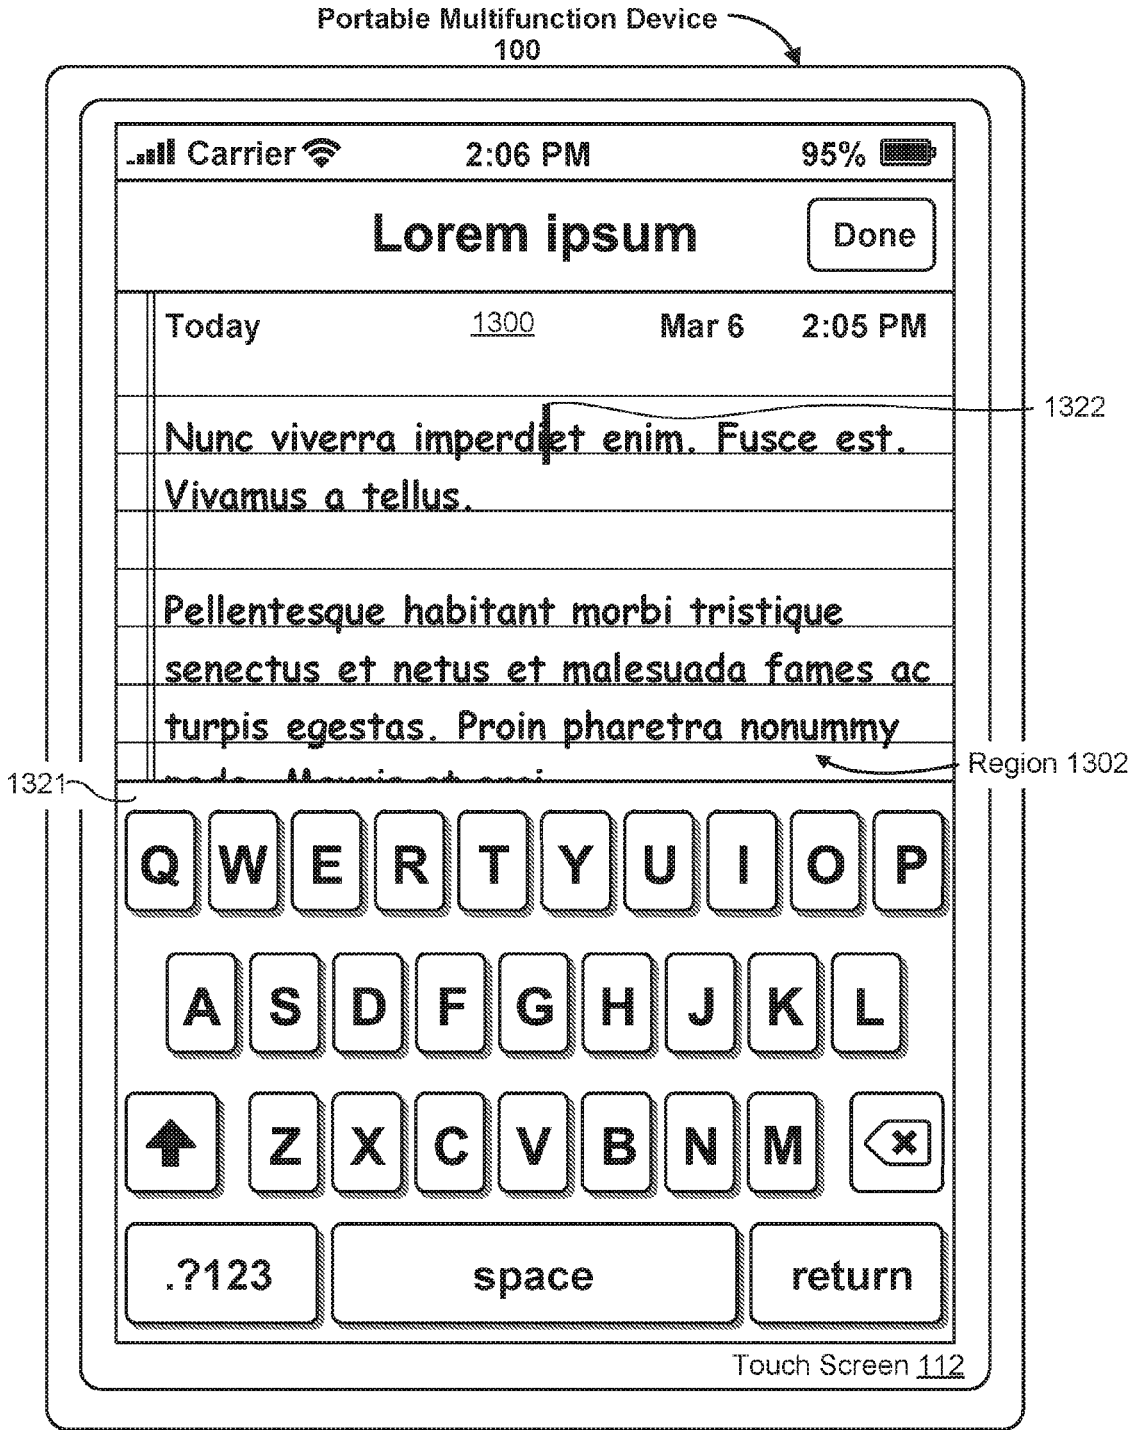 Portable Multifunction Device
100
Carrier 2:06 PM 95%
Lorem ipsum Done
Today 1300 Mar 6 2:05 PM
1322
Nunc viverra imperdiet enim. Fusce est.
Vivamus a tellus.
Pellentesque habitant morbi tristique
senectus et netus et malesuada fames ac
turpis egestas. Proin pharetra nonummy
Region 1302
1321
Q W E R T Y U I O P
A S D F G H J K L
Z X C V B N M
.?123 space return
Touch Screen 112